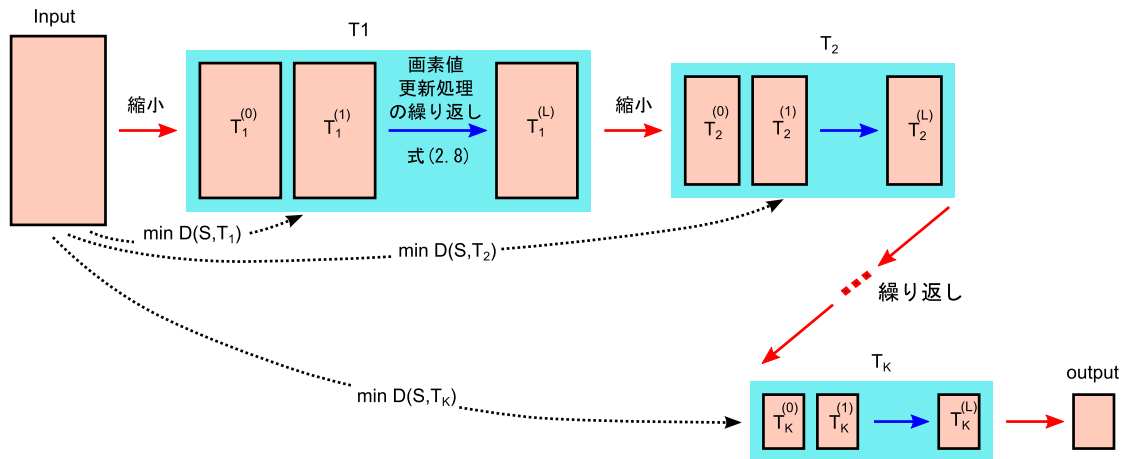 Input
T1
T2
縮小
T1(0)
T1(1)
画素値
更新処理
の繰り返し
式(2.8)
T1(L)
縮小
T2(0)
T2(1)
T2(L)
min D(S,T1)
min D(S,T2)
繰り返し
min D(S,TK)
TK
TK(0)
TK(1)
TK(L)
output